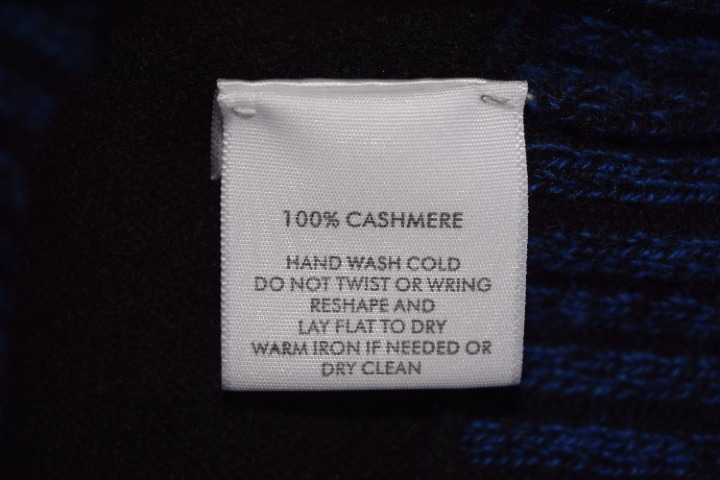 100% CASHMERE
HAND WASH COLD
DO NOT TWIST OR WRING
RESHAPE AND
LAY FLAT TO DRY
WARM IRON IF NEEDED OR
DRY CLEAN